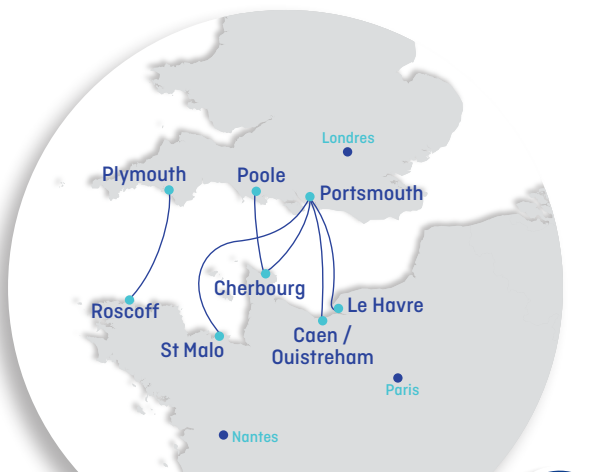 Londres
Plymouth
Poole
Portsmouth
Cherbourg
Roscoff
Le Havre
St Malo
Caen /
Ouistreham
Paris
Nantes